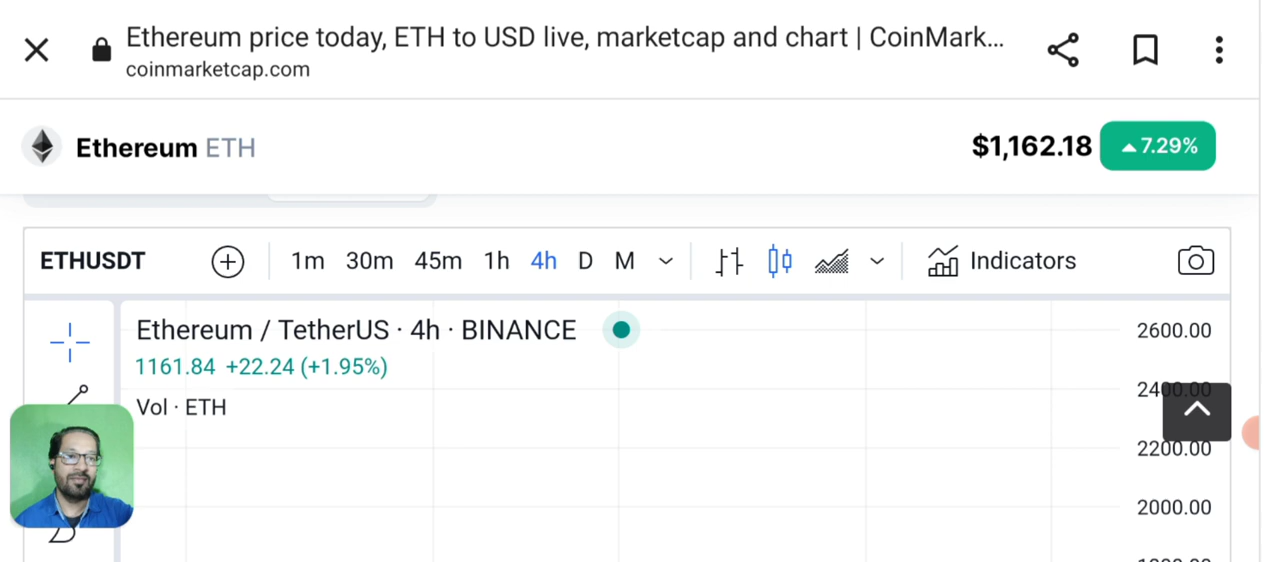 Ethereum price today, ETH to USD live, marketcap and chart | CoinMark...
coinmarketcap.com
Ethereum ETH
$1,162.18 ▲7.29%
ETHUSDT 1m 30m 45m 1h 4h D M Indicators
Ethereum / TetherUS · 4h · BINANCE
1161.84 +22.24 (+1.95%)
Vol · ETH
2600.00
2400.00
2200.00
2000.00